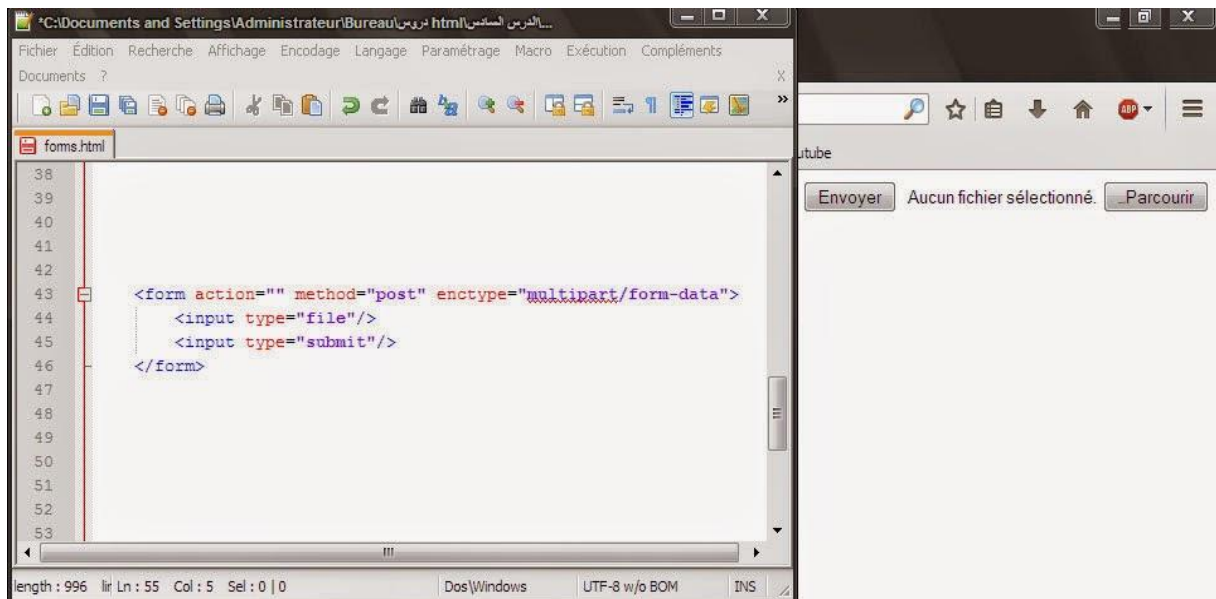 *C:\Documents and Settings\Administrateur\Bureau\دروس html\الدرس السادس\...
Fichier Édition Recherche Affichage Encodage Langage Paramétrage Macro Exécution Compléments
Documents ? X
forms.html
38
39
40
41
42
43 <form action="" method="post" enctype="multipart/form-data">
44 <input type="file"/>
45 <input type="submit"/>
46 </form>
47
48
49
50
51
52
53
length : 996 lir Ln : 55 Col : 5 Sel : 0 | 0 Dos\Windows UTF-8 w/o BOM INS
ABP
utube
Envoyer Aucun fichier sélectionné. ...Parcourir